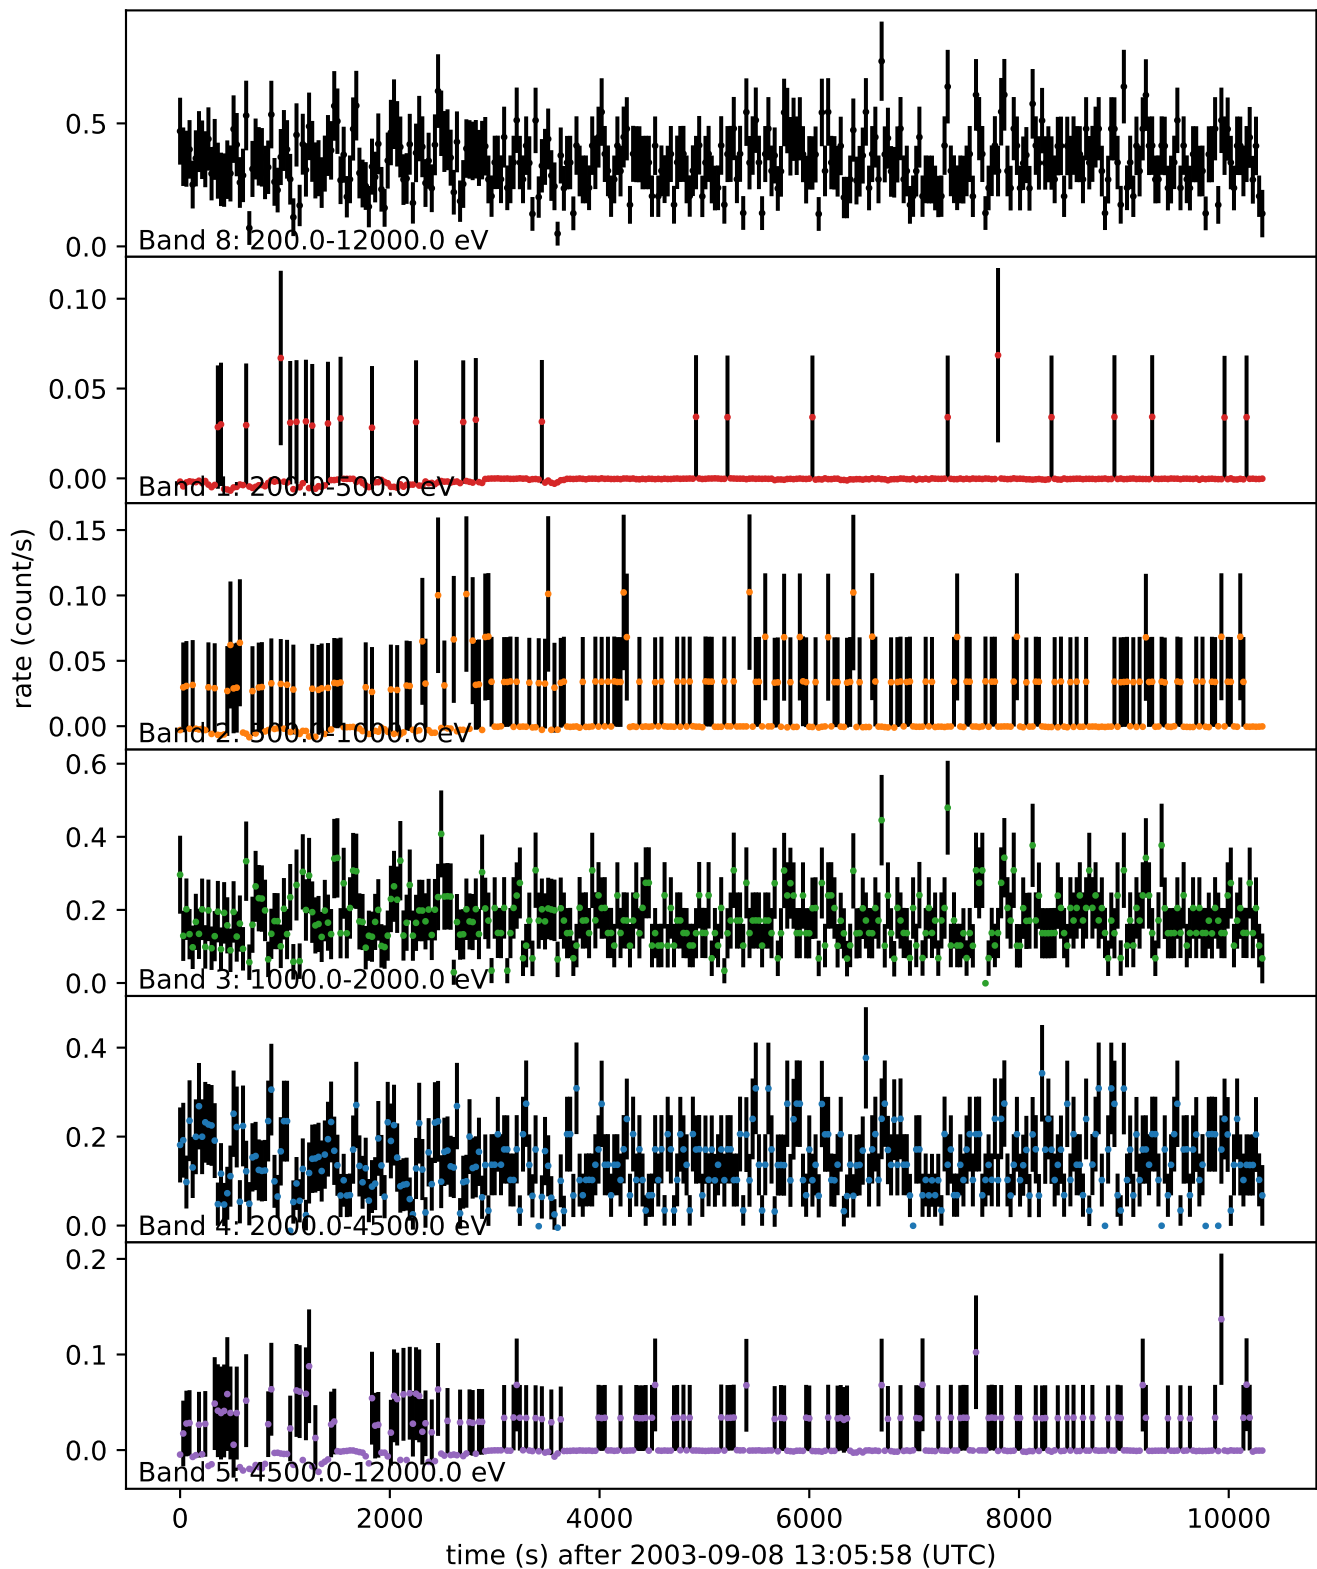 0.5
0.0
Band 8: 200.0-12000.0 eV
0.10
0.05
0.00
Band 1: 200.0-500.0 eV
rate (count/s)
0.15
0.10
0.05
0.00
Band 2: 500.0-1000.0 eV
0.6
0.4
0.2
0.0
Band 3: 1000.0-2000.0 eV
0.4
0.2
0.0
Band 4: 2000.0-4500.0 eV
0.2
0.1
0.0
Band 5: 4500.0-12000.0 eV
0 2000 4000 6000 8000 10000
time (s) after 2003-09-08 13:05:58 (UTC)